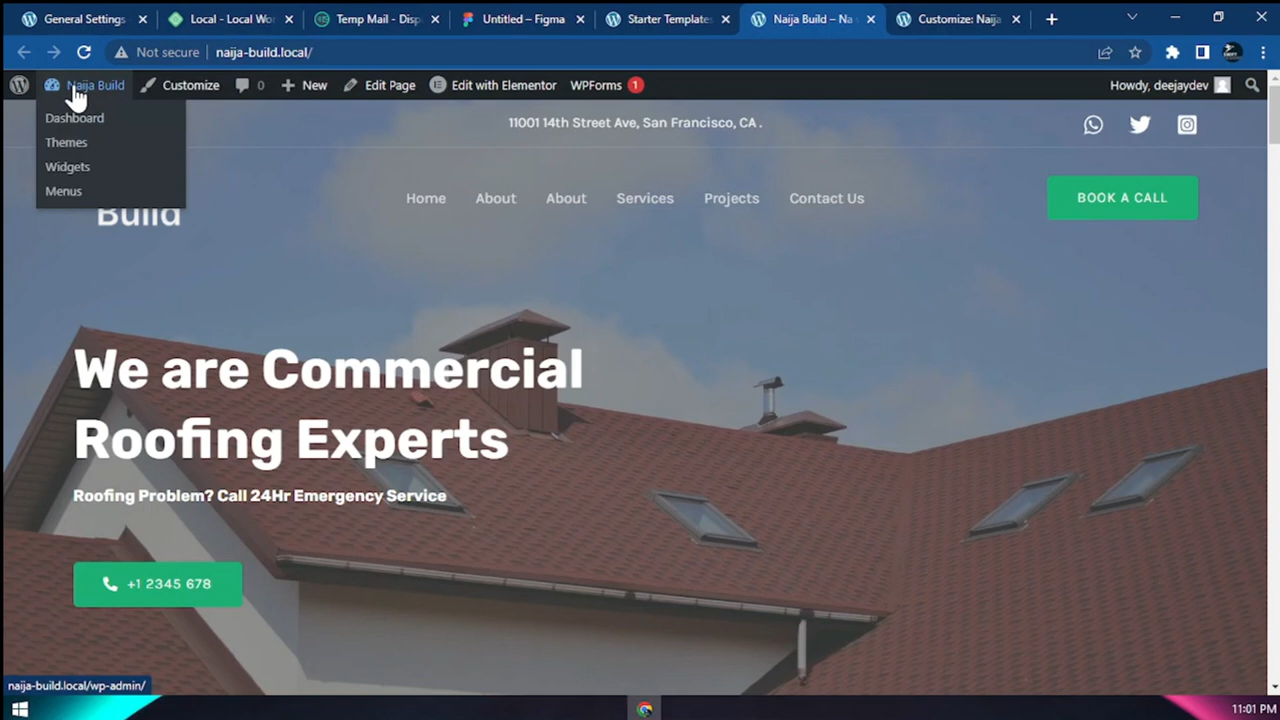 General Settings
Local - Local Wo
Temp Mail - Disp
Untitled – Figma
Starter Templates
Naija Build – Na
Customize: Naija
Not secure
naija-build.local/
Naija Build
Customize
0
New
Edit Page
Edit with Elementor
WPForms
1
Howdy, deejaydev
Dashboard
Themes
Widgets
Menus
11001 14th Street Ave, San Francisco, CA .
Build
Home
About
About
Services
Projects
Contact Us
BOOK A CALL
We are Commercial
Roofing Experts
Roofing Problem? Call 24Hr Emergency Service
+1 2345 678
naija-build.local/wp-admin/
11:01 PM